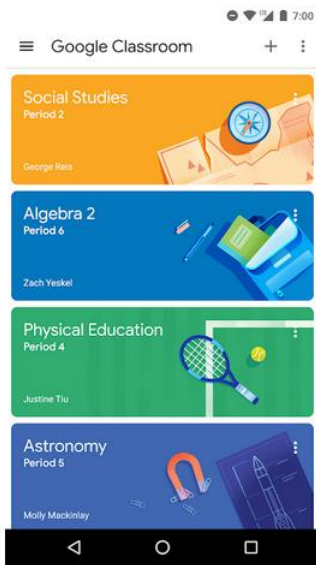 7:00
Google Classroom
Social Studies
Period 2
George Reis
Algebra 2
Period 6
Zach Yeskel
Physical Education
Period 4
Justine Tiu
Astronomy
Period 5
Molly Mackinlay